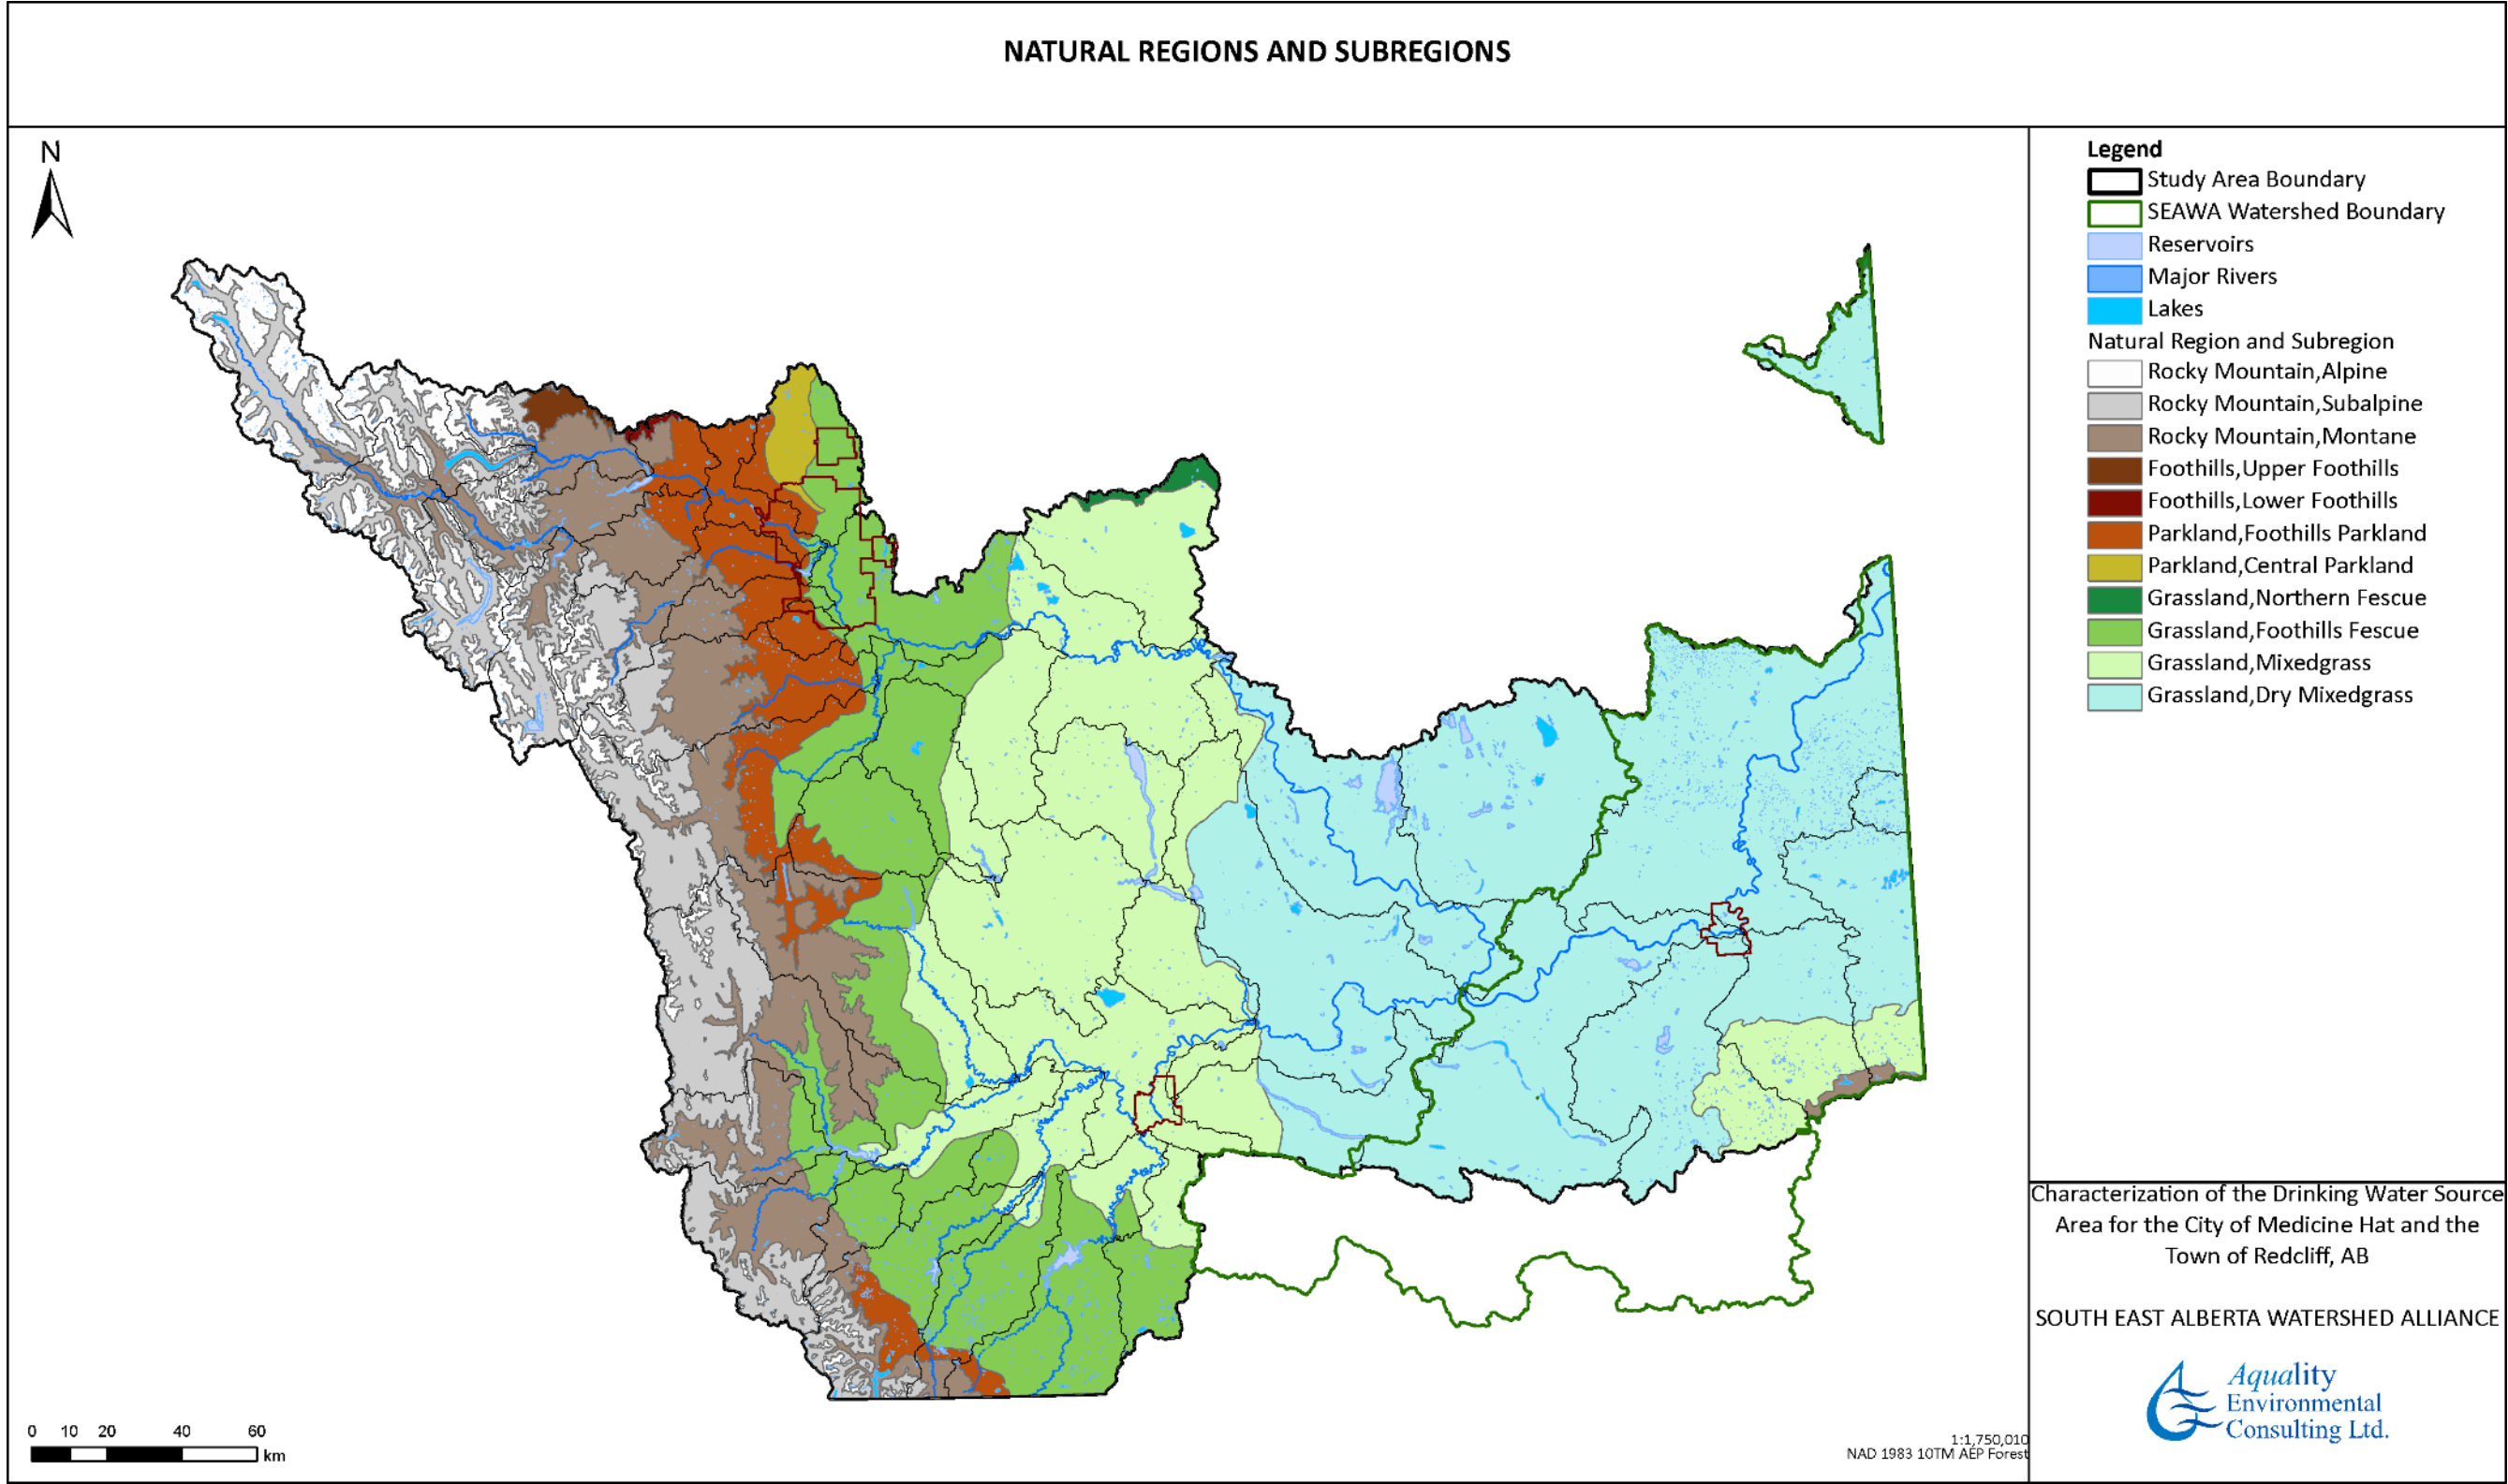 NATURAL REGIONS AND SUBREGIONS
N
Legend
Study Area Boundary
SEAWA Watershed Boundary
Reservoirs
Major Rivers
Lakes
Natural Region and Subregion
Rocky Mountain,Alpine
Rocky Mountain,Subalpine
Rocky Mountain,Montane
Foothills,Upper Foothills
Foothills,Lower Foothills
Parkland,Foothills Parkland
Parkland,Central Parkland
Grassland,Northern Fescue
Grassland,Foothills Fescue
Grassland,Mixedgrass
Grassland,Dry Mixedgrass
Characterization of the Drinking Water Source
Area for the City of Medicine Hat and the
Town of Redcliff, AB
SOUTH EAST ALBERTA WATERSHED ALLIANCE
Aquality
Environmental
Consulting Ltd.
0 10 20 40 60
km
1:1,750,010
NAD 1983 10TM AEP Forest